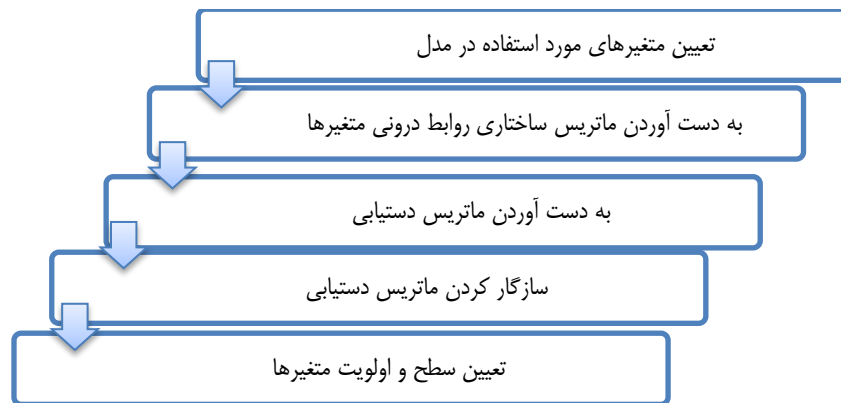 تعیین متغیرهای مورد استفاده در مدل
به دست آوردن ماتریس ساختاری روابط درونی متغیرها
به دست آوردن ماتریس دستیابی
سازگار کردن ماتریس دستیابی
تعیین سطح و اولویت متغیرها